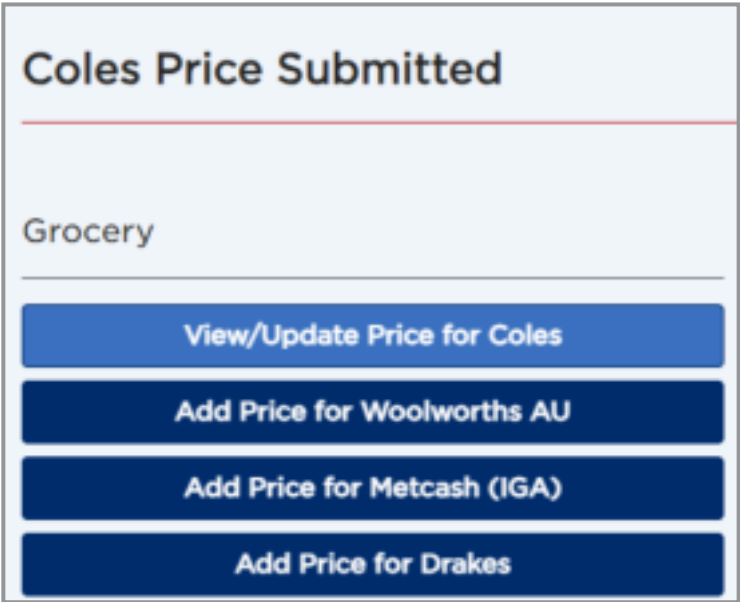 Coles Price Submitted
Grocery
View/Update Price for Coles
Add Price for Woolworths AU
Add Price for Metcash (IGA)
Add Price for Drakes